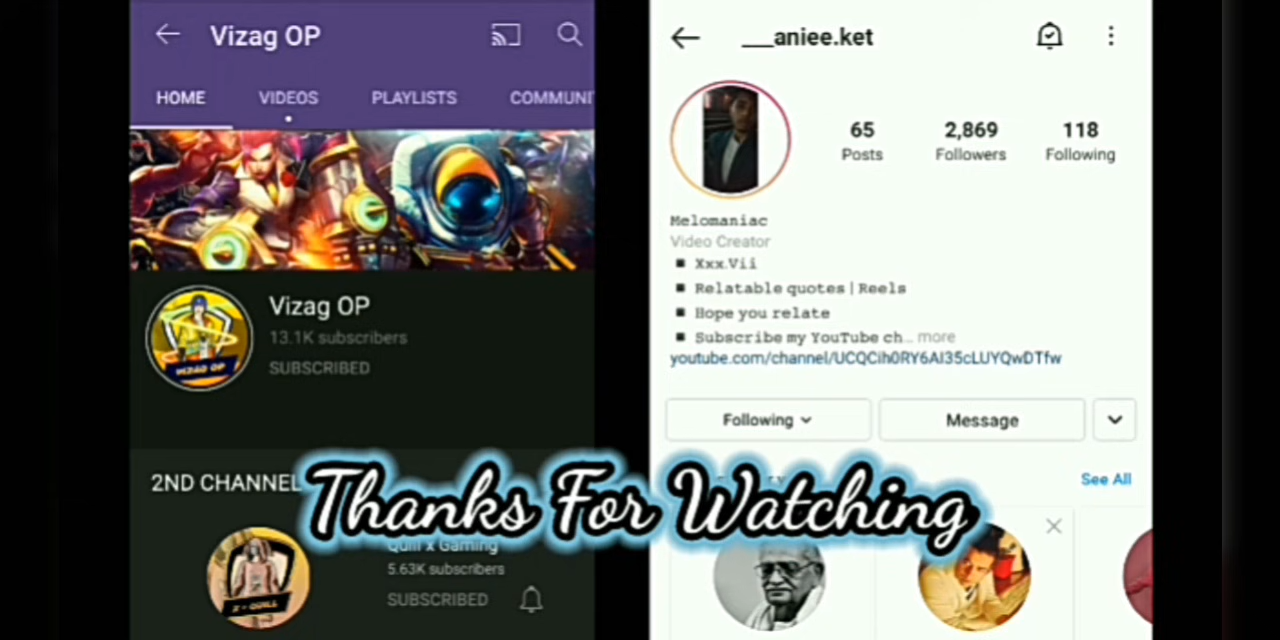 Vizag OP
HOME VIDEOS PLAYLISTS COMMUNI
VIZAG OP
Vizag OP
13.1K subscribers
SUBSCRIBED
2ND CHANNEL
Quill x Gaming
5.63K subscribers
SUBSCRIBED
___aniee.ket
65 2,869 118
Posts Followers Following
Melomaniac
Video Creator
■ Xxx.Vii
■ Relatable quotes | Reels
■ Hope you relate
■ Subscribe my YouTube ch... more
youtube.com/channel/UCQCih0RY6AI35cLUYQwDTfw
Following Message
See All
Thanks For Watching